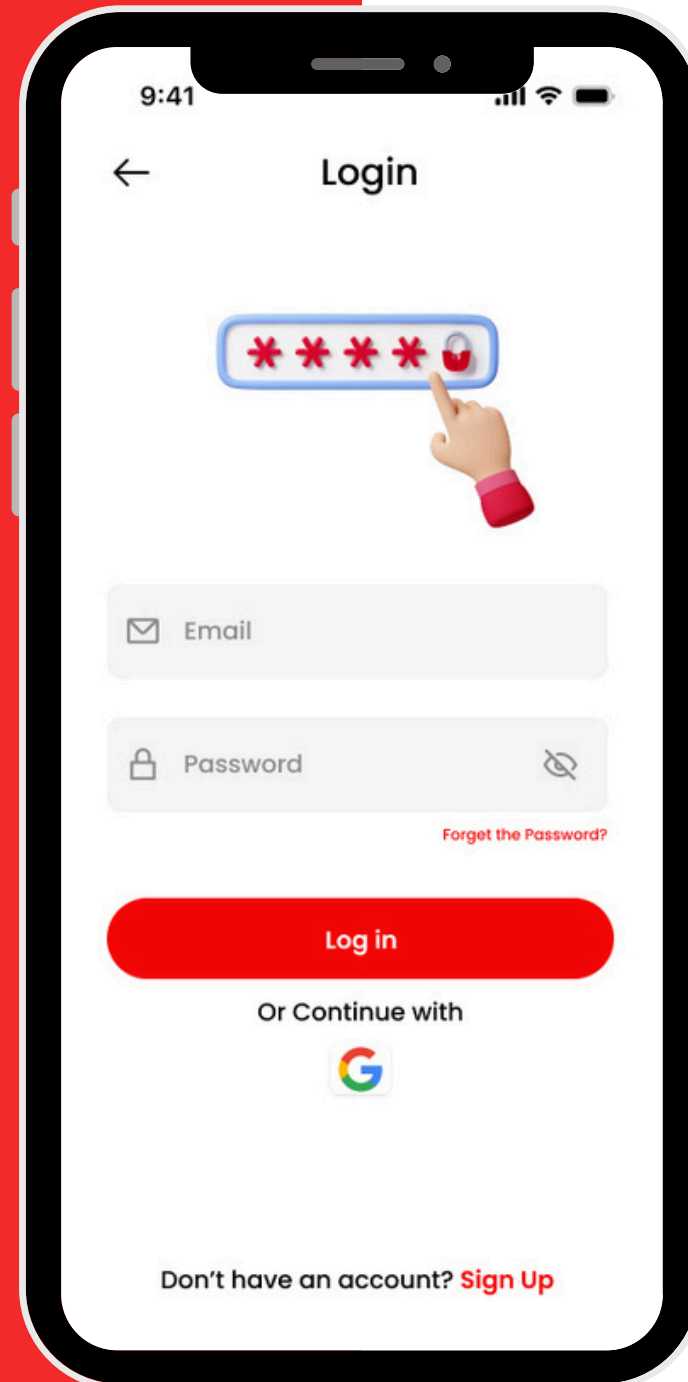 9:41
Login
****
Email
Password
Forget the Password?
Log in
Or Continue with
G
Don't have an account? Sign Up